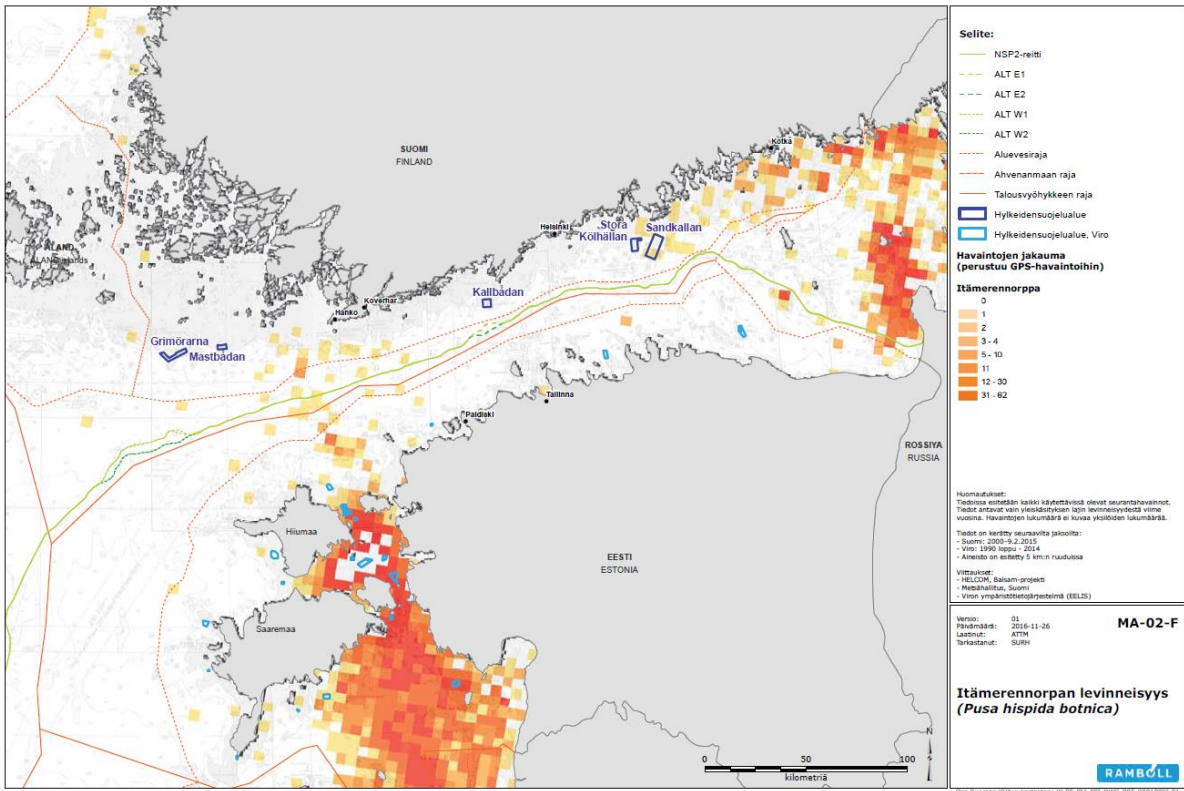 SUOMI
FINLAND
Kotka
Helsinki
Stora
Kölhällan
Sandkallan
ÅLAND
Kallbådan
Koverhar
Hanko
Grimörarna
Mastbådan
Tallinna
Paldiski
ROSSIYA
RUSSIA
Hiiumaa
EESTI
ESTONIA
Saaremaa
0 50 100
kilometriä
N
Selite:
NSP2-reitti
ALT E1
ALT E2
ALT W1
ALT W2
Aluevesiraja
Ahvenanmaan raja
Talousvyöhykkeen raja
Hylkeidensuojelualue
Hylkeidensuojelualue, Viro
Havaintojen jakauma
(perustuu GPS-havaintoihin)
Itämerennorppa
0
1
2
3 - 4
5 - 10
11
12 - 30
31 - 62
Huomautukset:
Tiedoissa esitetään kaikki käytettävissä olevat seurantahavainnot.
Tiedot antavat vain yleiskäsityksen lajin levinneisyydestä viime
vuosina. Havaintojen lukumäärä ei kuvaa yksilöiden lukumäärää.
Tiedot on kerätty seuraavilta jaksoilta:
- Suomi: 2000-9.2.2015
- Viro: 1990 loppu - 2014
- Aineisto on esitetty 5 km:n ruuduissa
Viittaukset:
- HELCOM, Balsam-projekti
- Metsähallitus, Suomi
- Viron ympäristötietojärjestelmä (EELIS)
Versio: 01
Päivämäärä: 2016-11-26
Laatinut: ATTM
Tarkastanut: SURH
MA-02-F
Itämerennorpan levinneisyys
(Pusa hispida botnica)
RAMBOLL